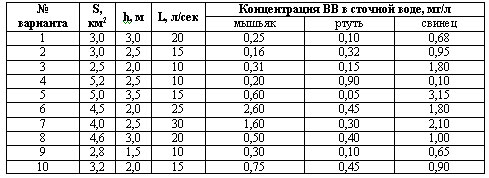 № S, h, м L, л/сек Концентрация ВВ в сточной воде, мг/л
варианта км² мышьяк ртуть свинец
1 3,0 3,0 20 0,25 0,10 0,68
2 3,0 2,5 15 0,16 0,32 0,95
3 2,5 2,0 10 0,31 0,15 1,80
4 5,2 2,5 10 0,20 0,90 0,10
5 5,0 3,5 15 0,60 0,05 3,15
6 4,5 2,0 25 2,60 0,45 1,80
7 4,0 2,5 30 1,60 0,30 2,10
8 4,6 3,0 20 0,50 0,40 1,00
9 2,8 1,5 10 0,30 0,10 0,65
10 3,2 2,0 15 0,75 0,45 0,90